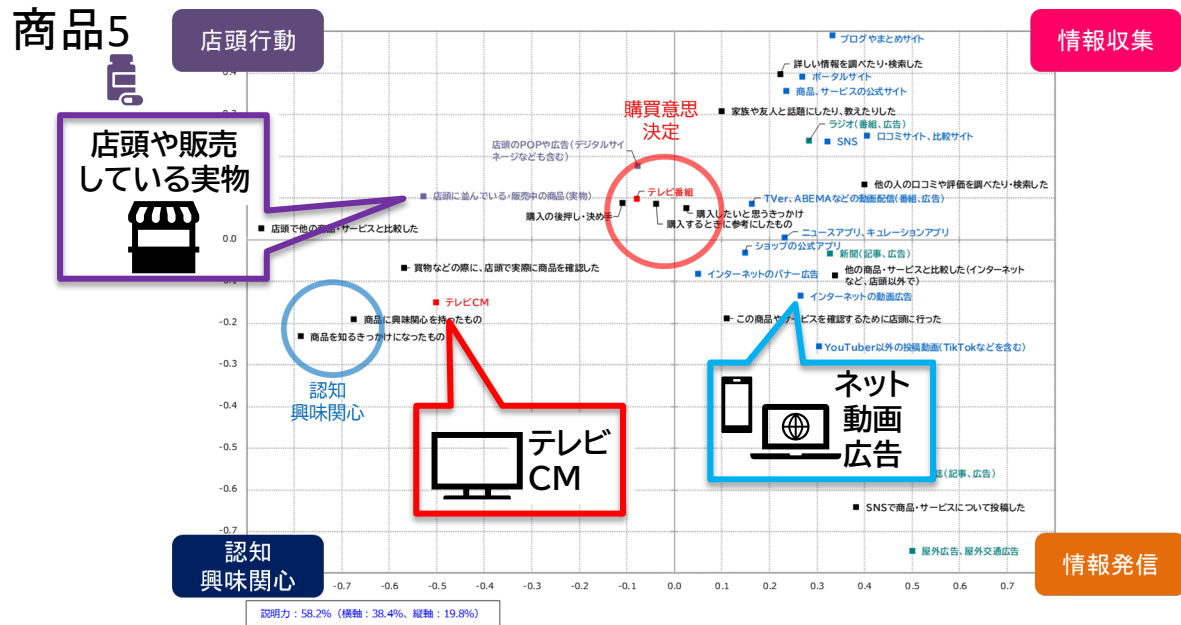 商品5
店頭行動
情報収集
ブログやまとめサイト
詳しい情報を調べたり・検索した
ポータルサイト
商品、サービスの公式サイト
購買意思
決定
家族や友人と話題にしたり、教えたりした
ラジオ(番組、広告)
口コミサイト、比較サイト
SNS
店頭や販売
している実物
店頭のPOPや広告(デジタルサイ
ネージなども含む)
他の人の口コミや評価を調べたり・検索した
店頭に並んでいる・販売中の商品(実物)
テレビ番組
TVer、ABEMAなどの動画配信(番組、広告)
購入の後押し・決め手
購入したいと思うきっかけ
購入するときに参考にしたもの
店頭で他の商品・サービスと比較した
ニュースアプリ、キュレーションアプリ
0.0
ショップの公式アプリ
新聞(記事、広告)
買物などの際に、店頭で実際に商品を確認した
インターネットのバナー広告
他の商品・サービスと比較した(インターネット
など、店頭以外で)
テレビCM
インターネットの動画広告
商品に興味関心を持ったもの
この商品やサービスを確認するために店頭に行った
-0.2
商品を知るきっかけになったもの
YouTuber以外の投稿動画(TikTokなどを含む)
-0.3
認知
興味関心
ネット
動画
広告
-0.4
テレビ
CM
-0.5
誌(記事、広告)
-0.6
SNSで商品・サービスについて投稿した
-0.7
屋外広告、屋外交通広告
認知
興味関心
情報発信
-0.7 -0.6 -0.5 -0.4 -0.3 -0.2 -0.1 0.0 0.1 0.2 0.3 0.4 0.5 0.6 0.7
説明力：58.2%（横軸：38.4%、縦軸：19.8%）